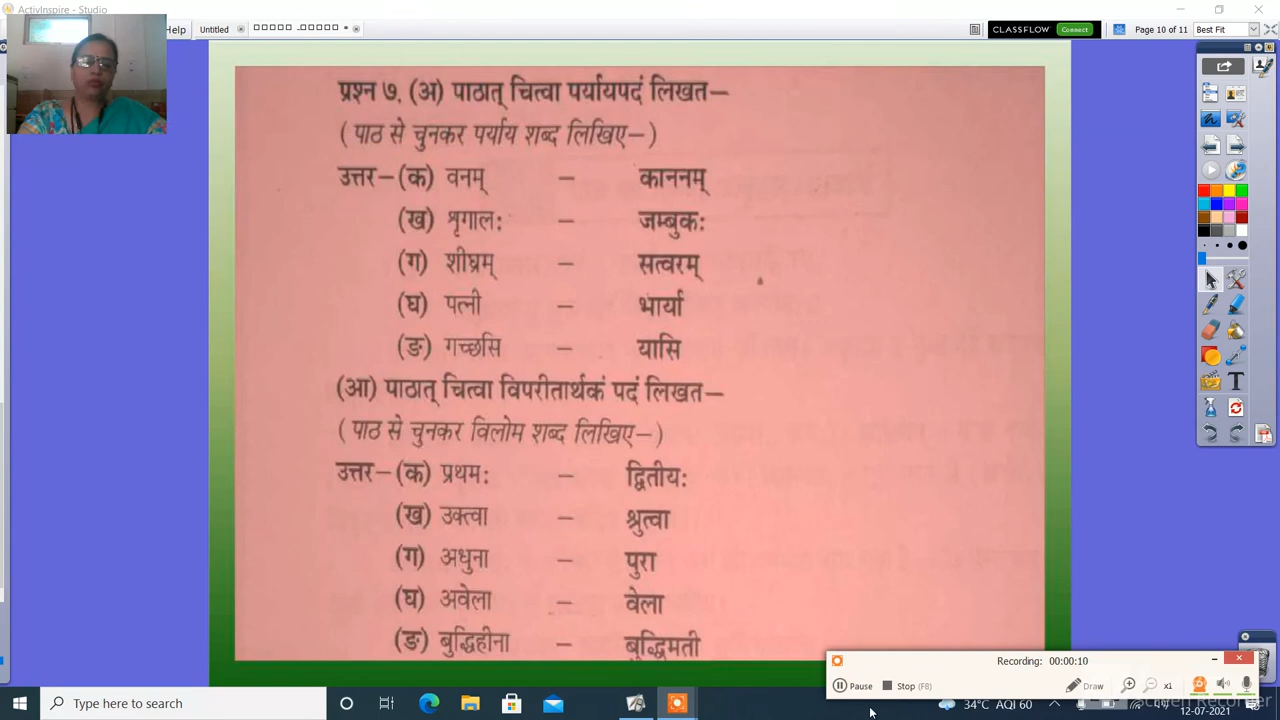 ActivInspire - Studio
Help Untitled
CLASSFLOW Connect Page 10 of 11 Best Fit
प्रश्न ७. (अ) पाठात् चित्वा पर्यायपदं लिखत–
(पाठ से चुनकर पर्याय शब्द लिखिए–)
उत्तर–(क) वनम् – काननम्
(ख) शृगालः – जम्बुकः
(ग) शीघ्रम् – सत्वरम्
(घ) पत्नी – भार्या
(ङ) गच्छसि – यासि
(आ) पाठात् चित्वा विपरीतार्थकं पदं लिखत–
(पाठ से चुनकर विलोम शब्द लिखिए–)
उत्तर–(क) प्रथमः – द्वितीयः
(ख) उक्त्वा – श्रुत्वा
(ग) अधुना – पुरा
(घ) अवेला – वेला
(ङ) बुद्धिहीना – बुद्धिमती
Recording: 00:00:10
Pause Stop (F8) Draw x1
Type here to search
34°C AQI 60
12-07-2021
Screen Recorder